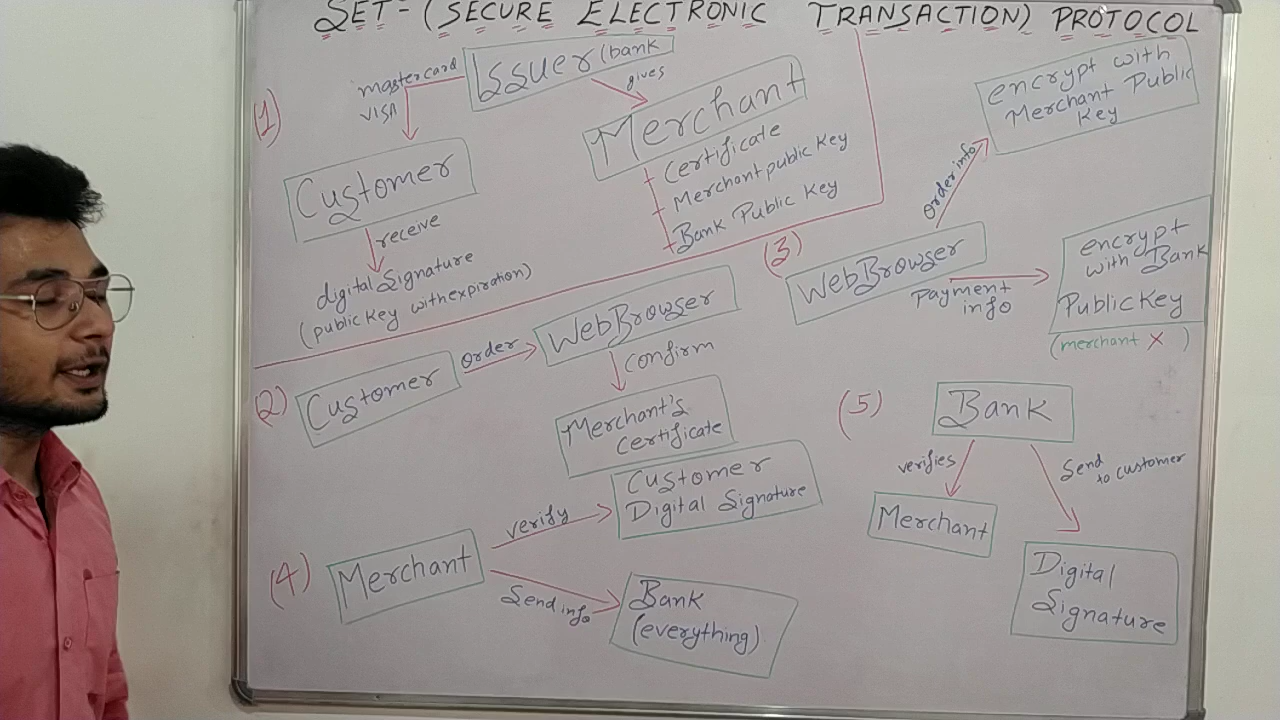 SET - (SECURE ELECTRONIC TRANSACTION) PROTOCOL
(1)
Issuer (bank
mastercard
VISA
gives
Customer
receive
digital Signature
(public key with expiration)
Merchant
Certificate
Merchant public Key
Bank Public Key
(2)
Customer
order
WebBrowser
confirm
Merchant's
Certificate
(3)
WebBrowser
order info
encrypt with
Merchant Public
Key
Payment
info
encrypt
with Bank
Public Key
(merchant X )
(4)
Merchant
verify
Customer
Digital Signature
Send info
Bank
(everything)
(5)
Bank
verifies
Merchant
Send
to customer
Digital
Signature